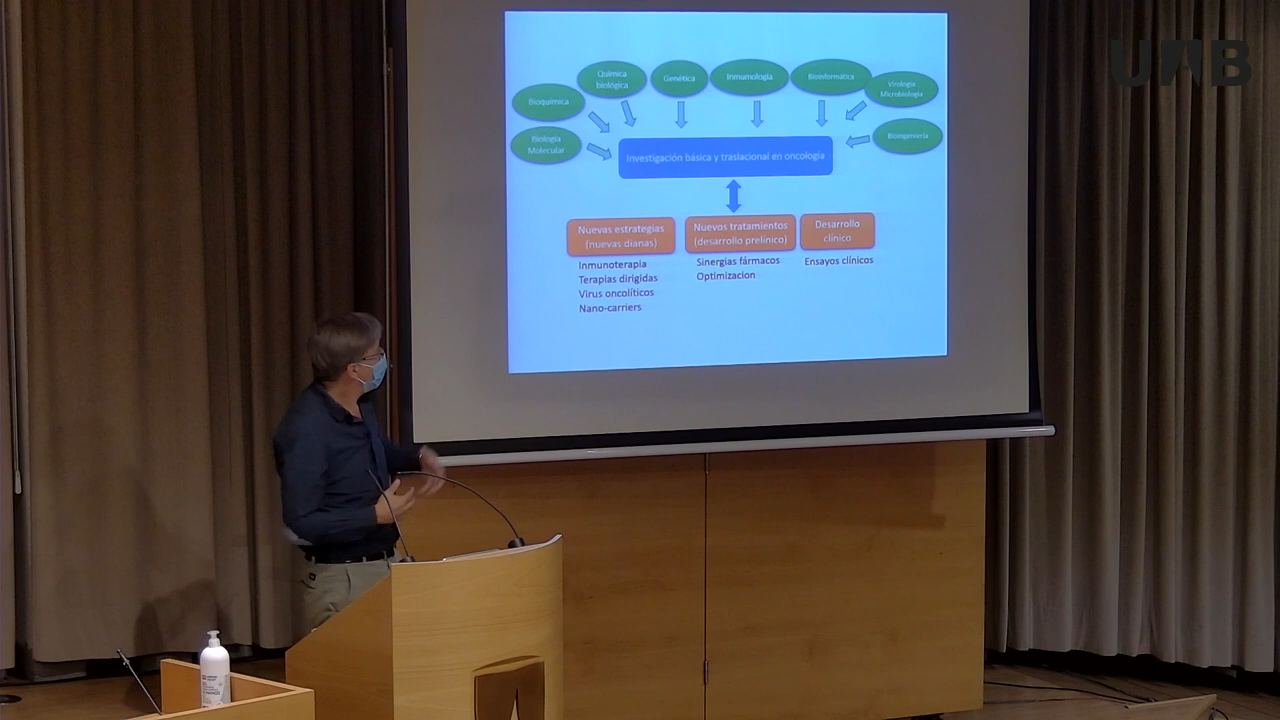 UAB
Química
biológica
Genética
Inmumología
Bioinformática
Virología
Microbiología
Bioquímica
Biología
Molecular
Bioingeniería
Investigación básica y traslacional en oncología
Nuevas estrategias
(nuevas dianas)
Inmunoterapia
Terapias dirigidas
Virus oncolíticos
Nano-carriers
Nuevos tratamientos
(desarrollo prelínico)
Sinergias fármacos
Optimizacion
Desarrollo
clínico
Ensayos clínicos